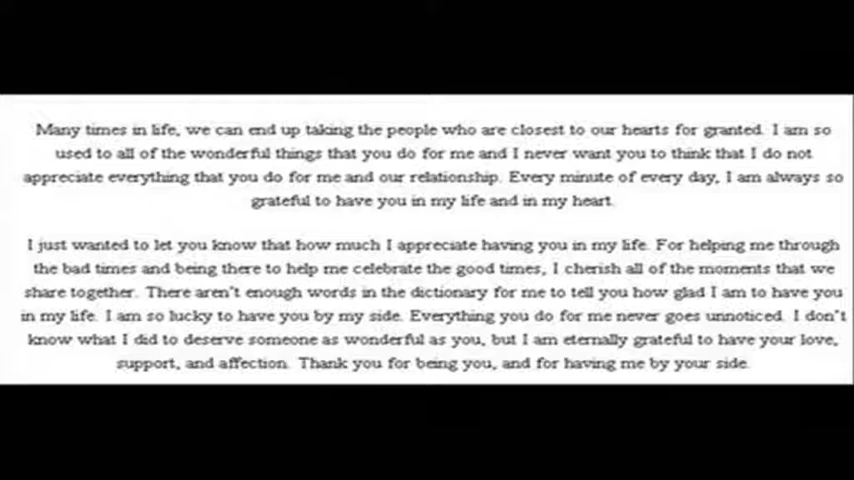 Many times in life, we can end up taking the people who are closest to our hearts for granted. I am so
used to all of the wonderful things that you do for me and I never want you to think that I do not
appreciate everything that you do for me and our relationship. Every minute of every day, I am always so
grateful to have you in my life and in my heart.
I just wanted to let you know that how much I appreciate having you in my life. For helping me through
the bad times and being there to help me celebrate the good times, I cherish all of the moments that we
share together. There aren't enough words in the dictionary for me to tell you how glad I am to have you
in my life. I am so lucky to have you by my side. Everything you do for me never goes unnoticed. I don't
know what I did to deserve someone as wonderful as you, but I am eternally grateful to have your love,
support, and affection. Thank you for being you, and for having me by your side.